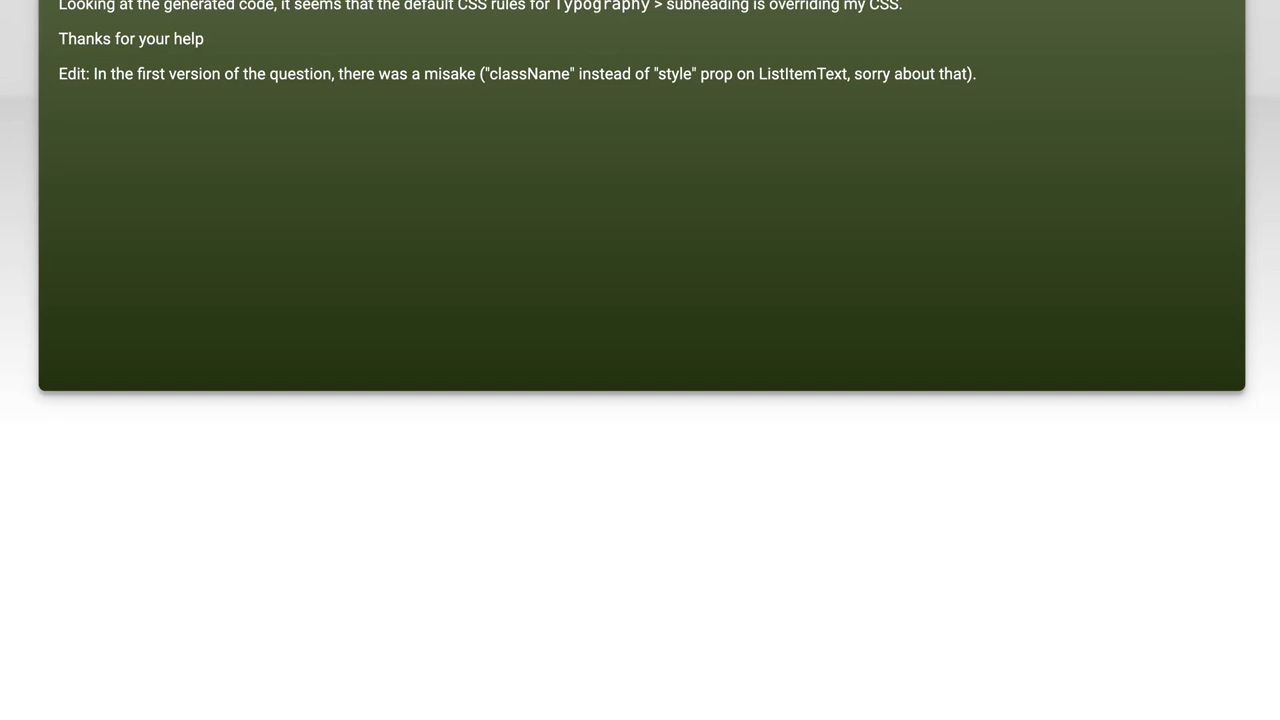 Looking at the generated code, it seems that the default CSS rules for Typography > subheading is overriding my CSS.
Thanks for your help
Edit: In the first version of the question, there was a misake ("className" instead of "style" prop on ListItemText, sorry about that).